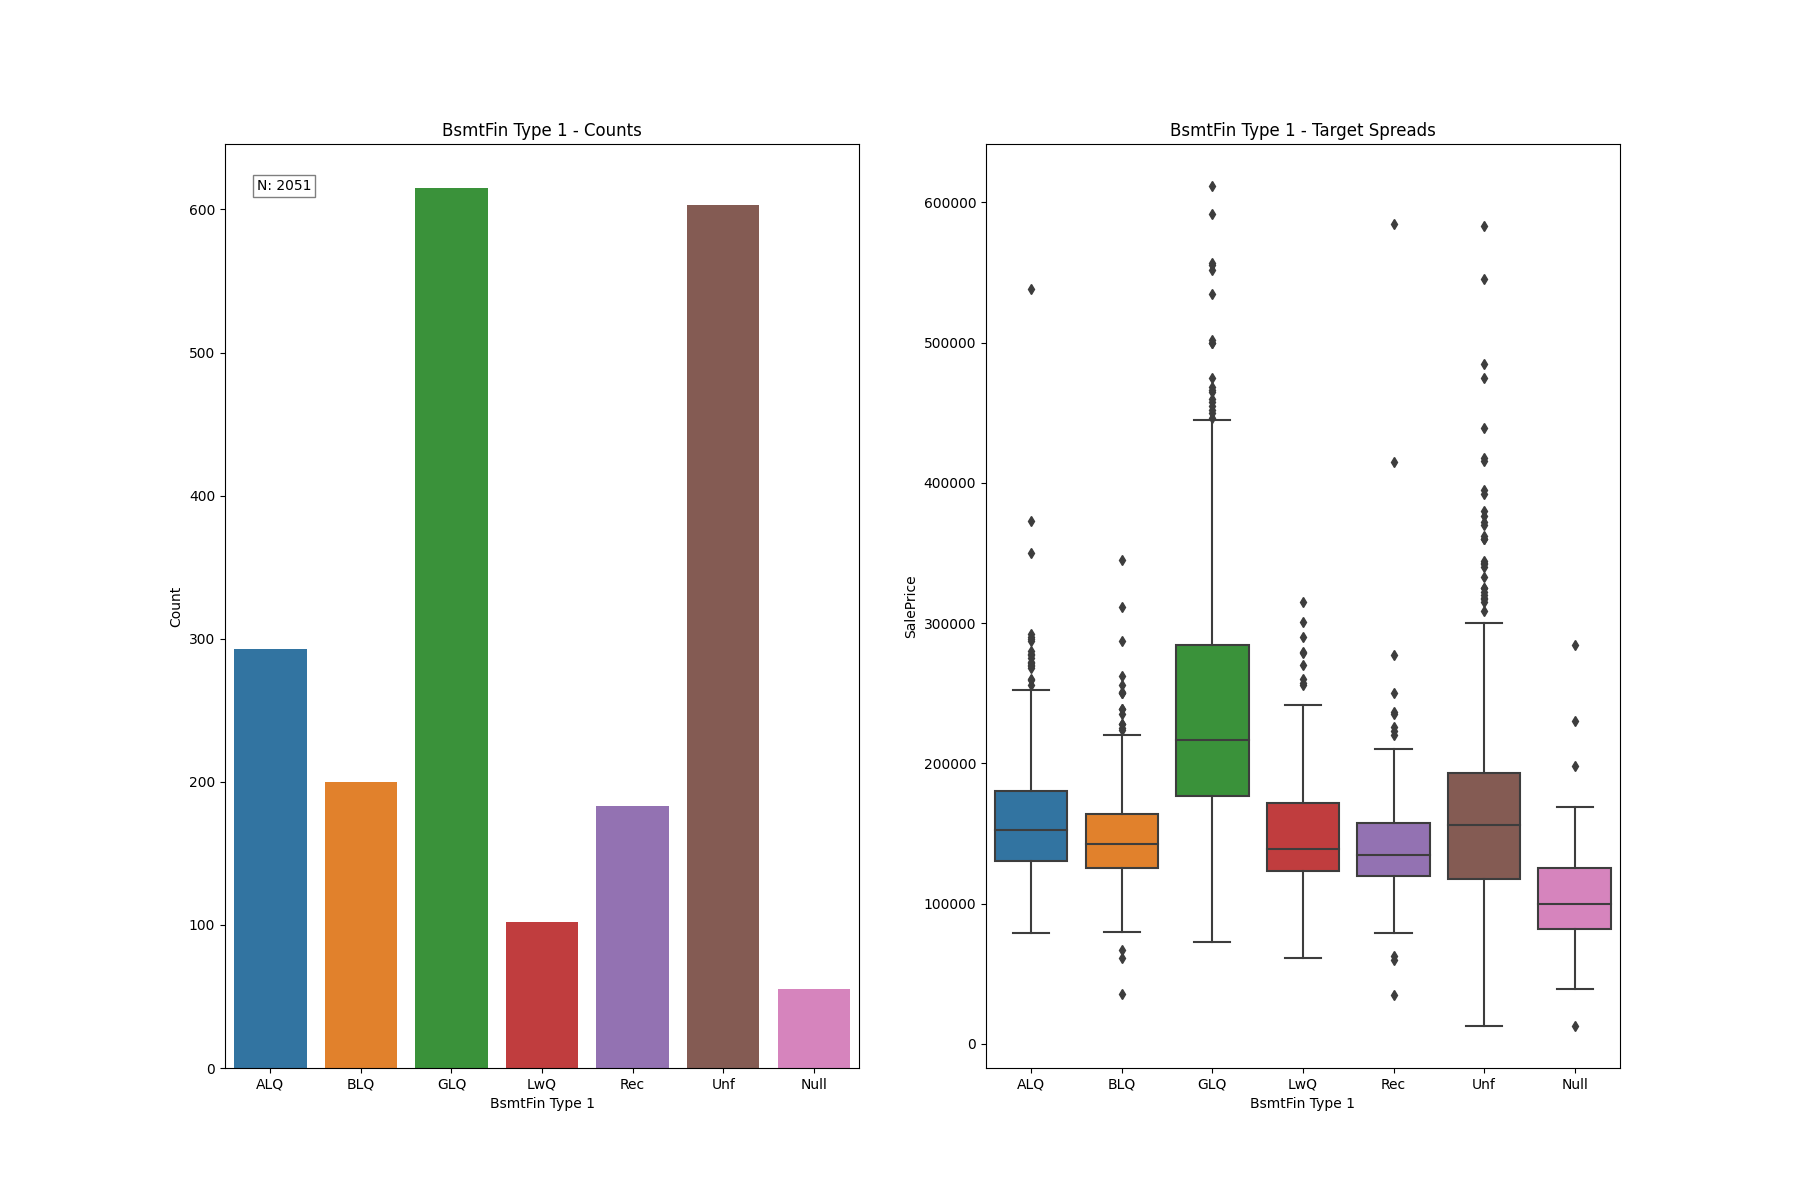 BsmtFin Type 1 - Counts
N: 2051
600
500
400
300
200
100
0
Count
ALQ BLQ GLQ LwQ Rec Unf Null
BsmtFin Type 1
BsmtFin Type 1 - Target Spreads
600000
500000
400000
300000
200000
100000
0
SalePrice
ALQ BLQ GLQ LwQ Rec Unf Null
BsmtFin Type 1